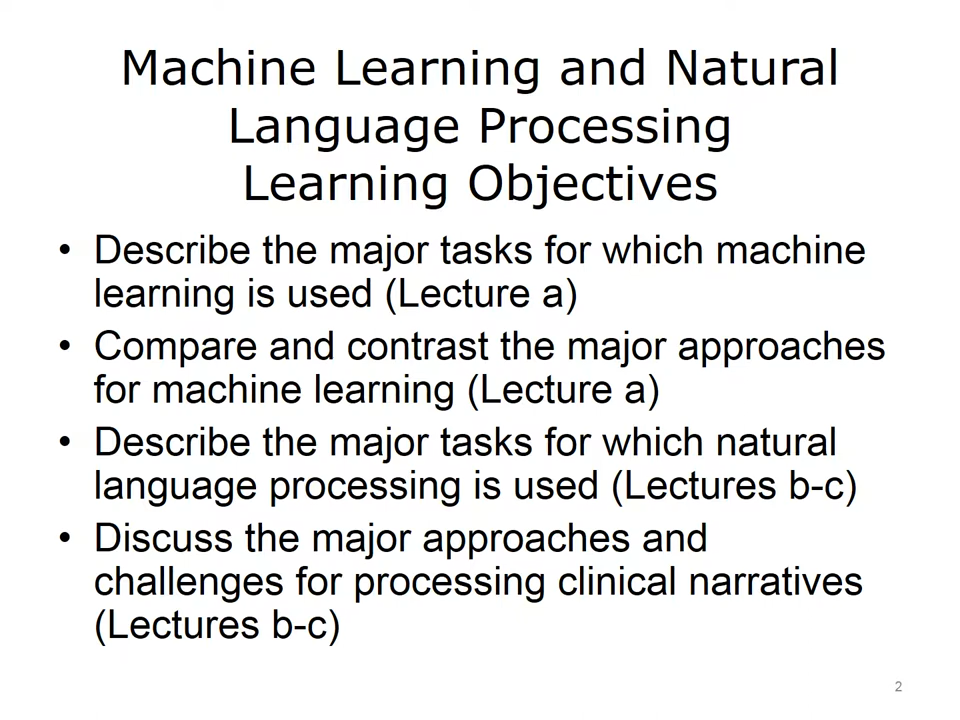 Machine Learning and Natural
Language Processing
Learning Objectives
• Describe the major tasks for which machine
learning is used (Lecture a)
• Compare and contrast the major approaches
for machine learning (Lecture a)
• Describe the major tasks for which natural
language processing is used (Lectures b-c)
• Discuss the major approaches and
challenges for processing clinical narratives
(Lectures b-c)
2